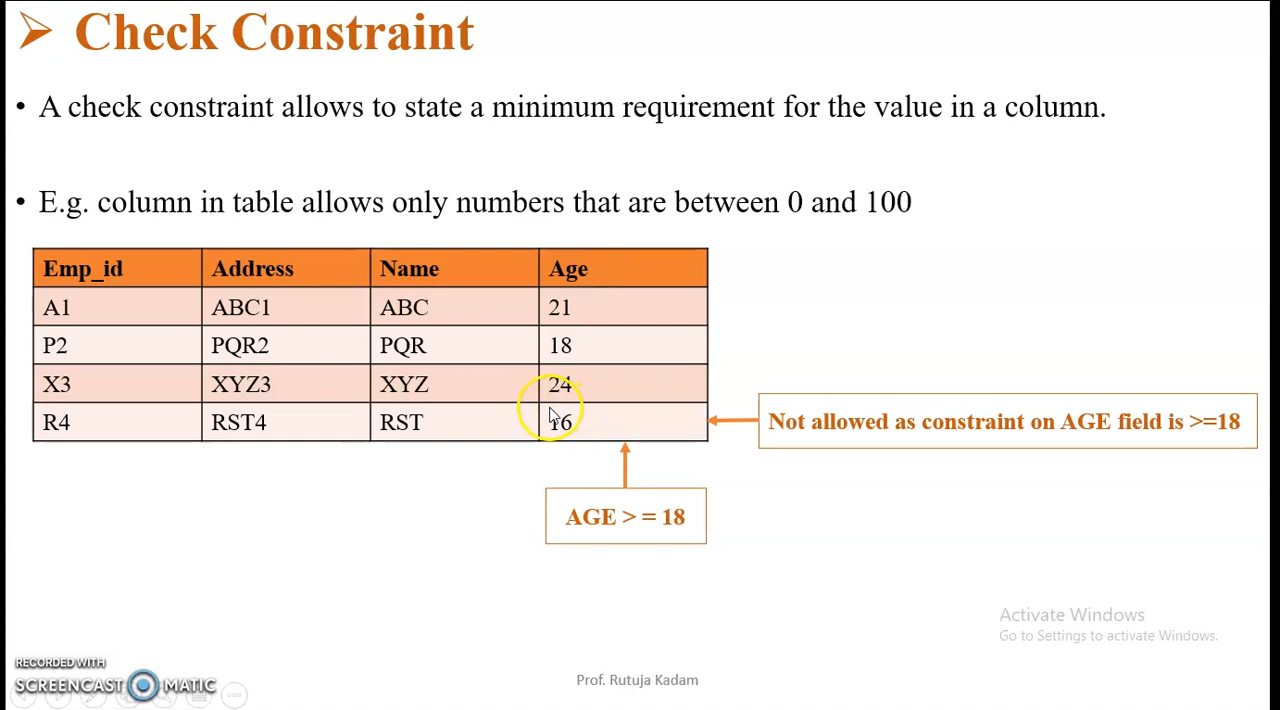 Check Constraint
• A check constraint allows to state a minimum requirement for the value in a column.
• E.g. column in table allows only numbers that are between 0 and 100
Emp_id Address Name Age
A1 ABC1 ABC 21
P2 PQR2 PQR 18
X3 XYZ3 XYZ 24
R4 RST4 RST 16
Not allowed as constraint on AGE field is >=18
AGE > = 18
Activate Windows
Go to Settings to activate Windows.
RECORDED WITH
SCREENCAST MATIC
Prof. Rutuja Kadam